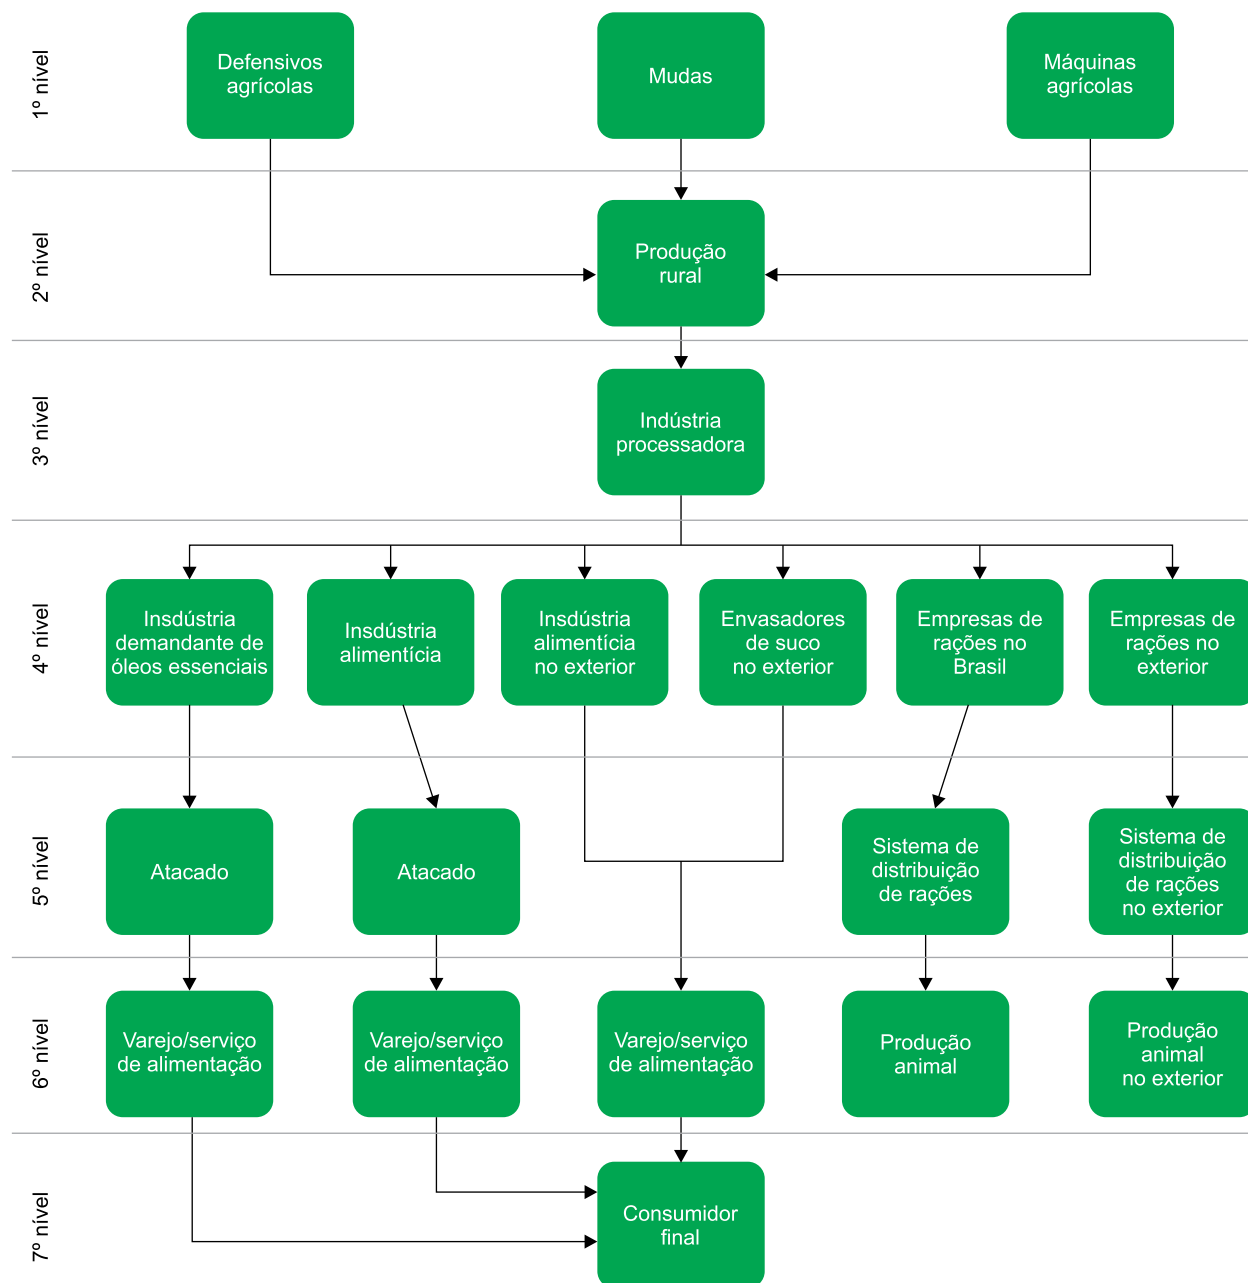 1º nível
Defensivos
agrícolas
Mudas
Máquinas
agrícolas
2º nível
Produção
rural
3º nível
Indústria
processadora
4º nível
Insdústria
demandante de
óleos essenciais
Insdústria
alimentícia
Insdústria
alimentícia
no exterior
Envasadores
de suco
no exterior
Empresas de
rações no
Brasil
Empresas de
rações no
exterior
5º nível
Atacado
Atacado
Sistema de
distribuição
de rações
Sistema de
distribuição
de rações
no exterior
6º nível
Varejo/serviço
de alimentação
Varejo/serviço
de alimentação
Varejo/serviço
de alimentação
Produção
animal
Produção
animal
no exterior
7º nível
Consumidor
final